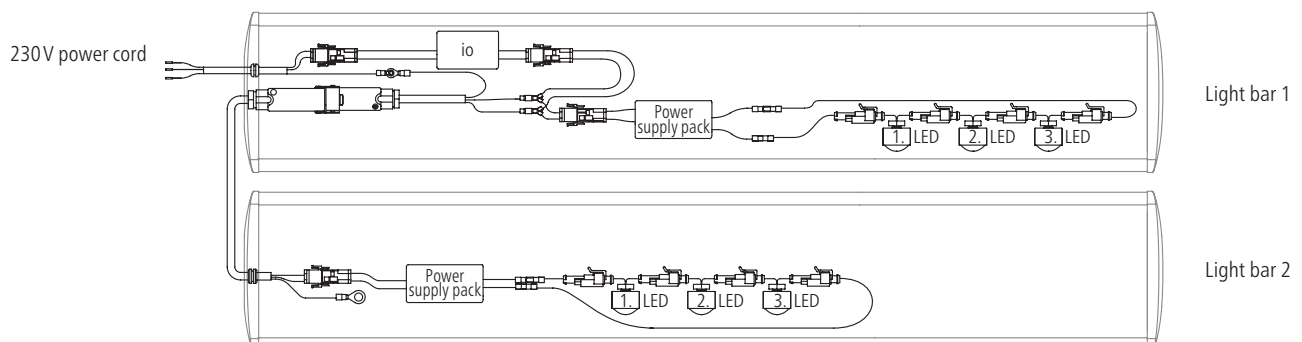 230 V power cord
io
Light bar 1
Power
supply pack
1. LED
2. LED
3. LED
Light bar 2
Power
supply pack
1. LED
2. LED
3. LED